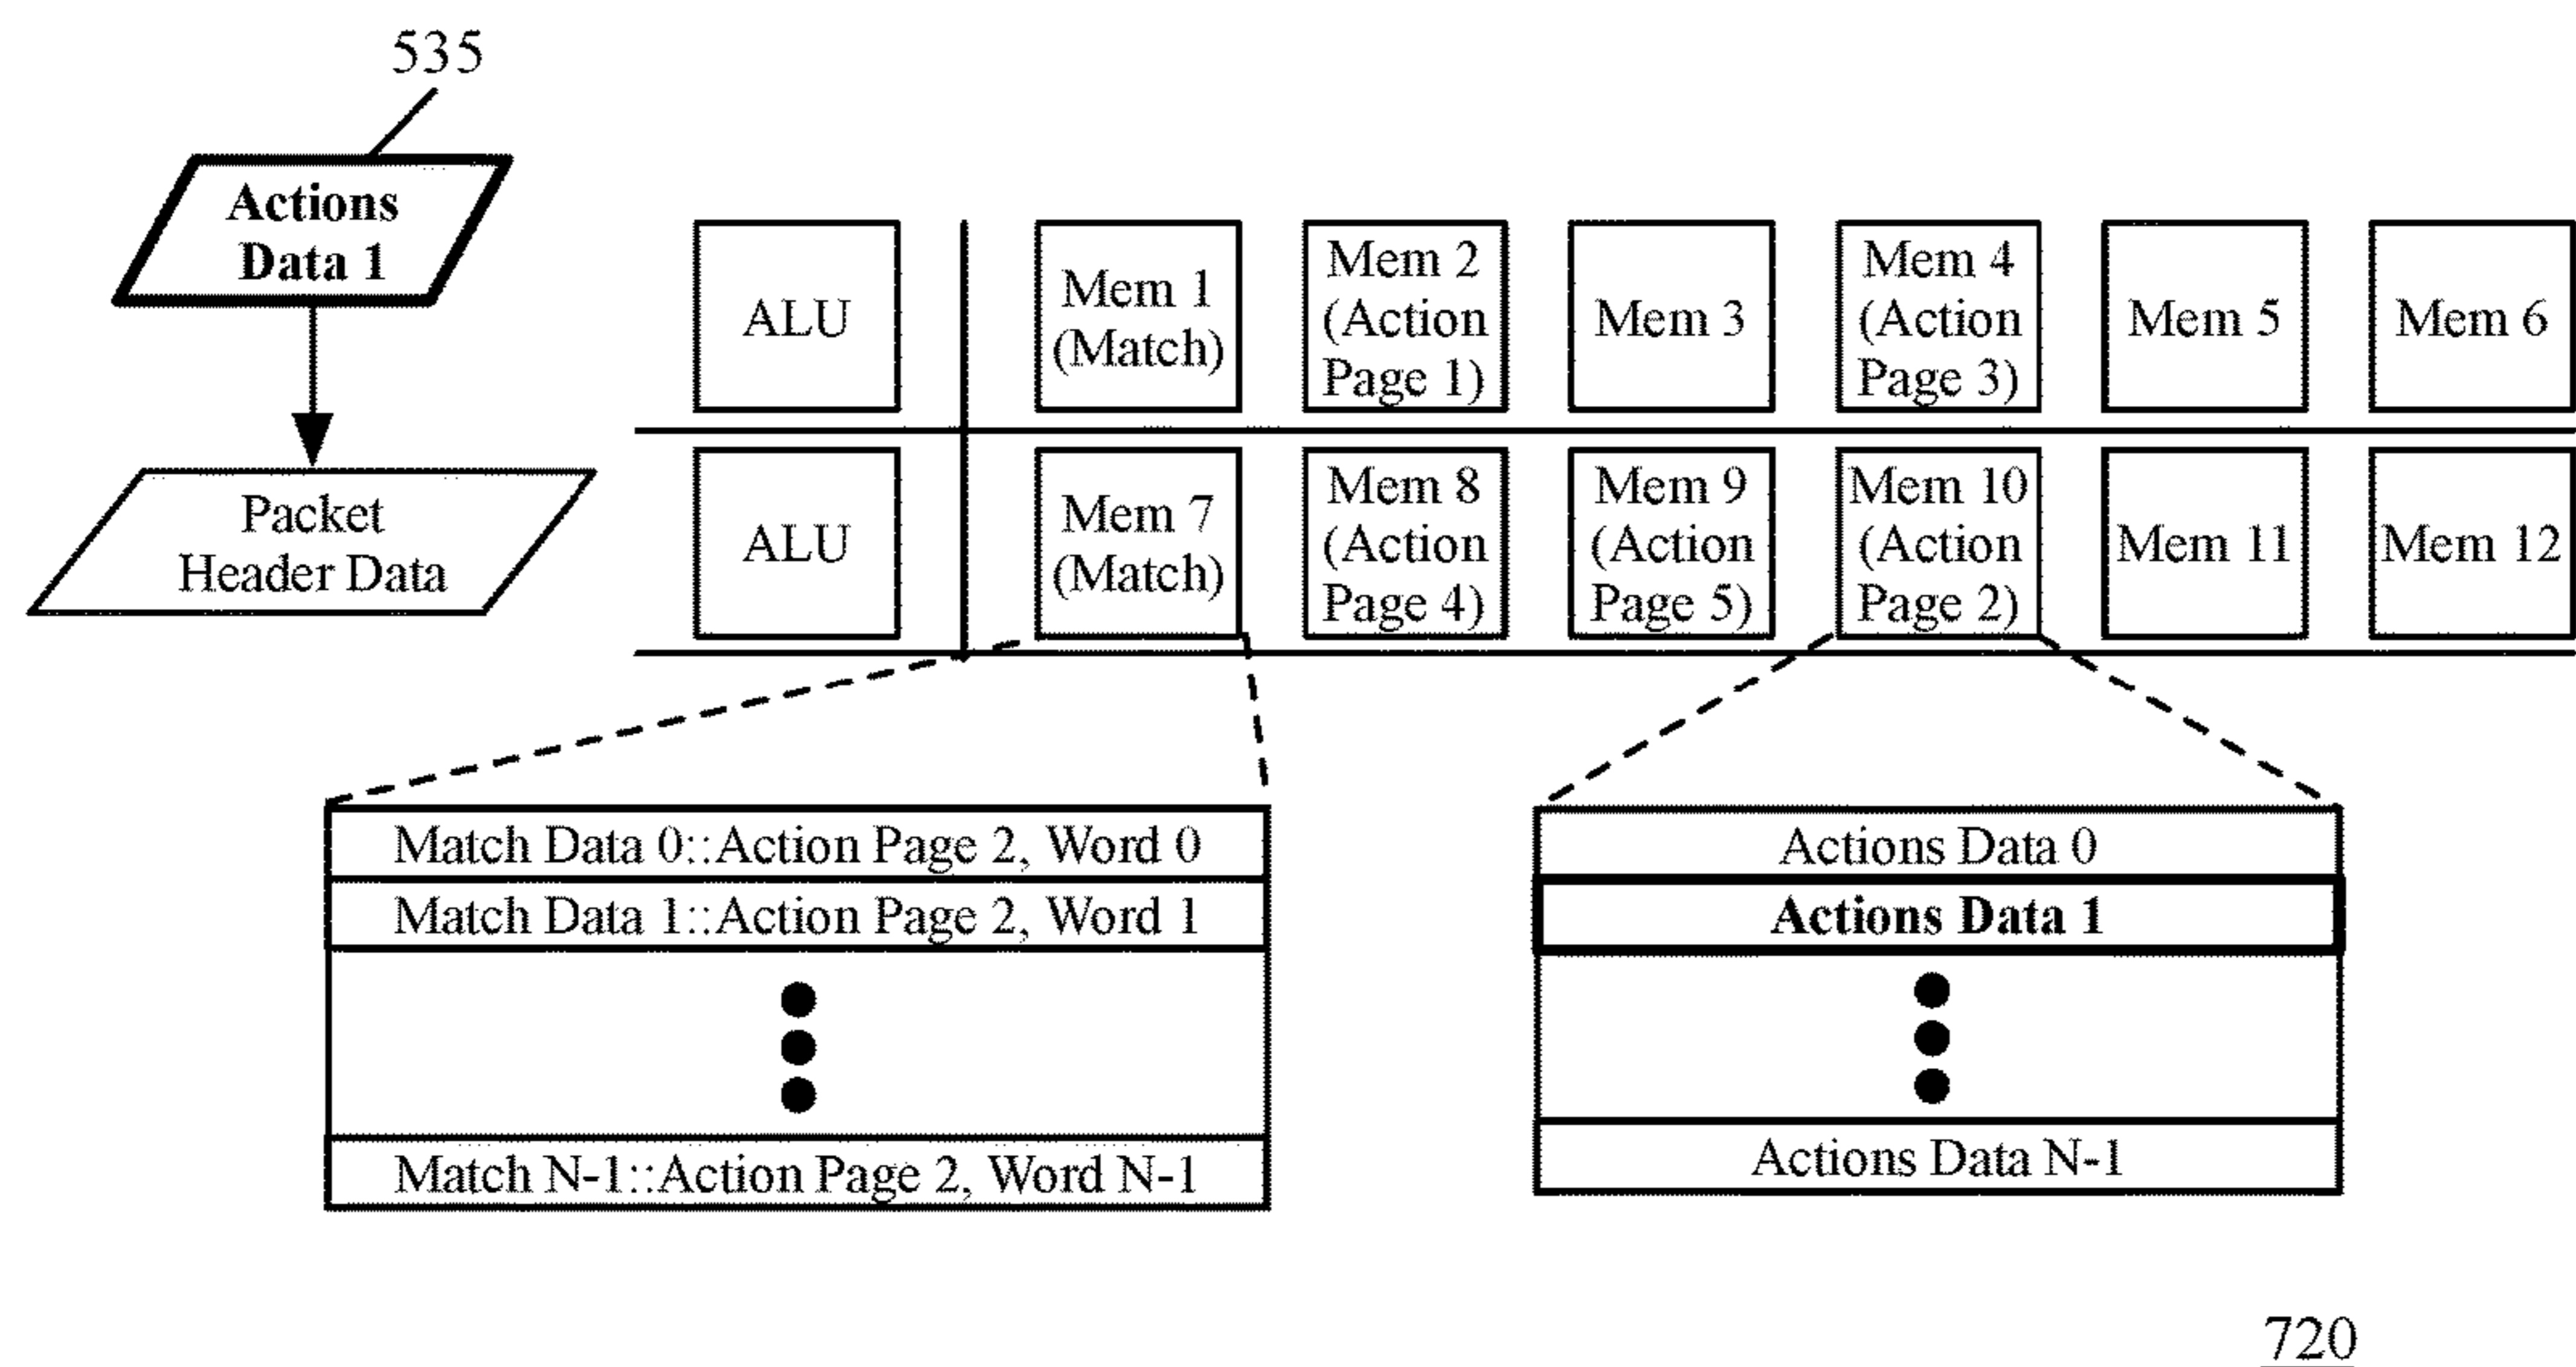 535
Actions
Data 1
Packet
Header Data
ALU
Mem 1
(Match)
Mem 2
(Action
Page 1)
Mem 3
Mem 4
(Action
Page 3)
Mem 5
Mem 6
ALU
Mem 7
(Match)
Mem 8
(Action
Page 4)
Mem 9
(Action
Page 5)
Mem 10
(Action
Page 2)
Mem 11
Mem 12
Match Data 0::Action Page 2, Word 0
Match Data 1::Action Page 2, Word 1
Match N-1::Action Page 2, Word N-1
Actions Data 0
Actions Data 1
Actions Data N-1
720